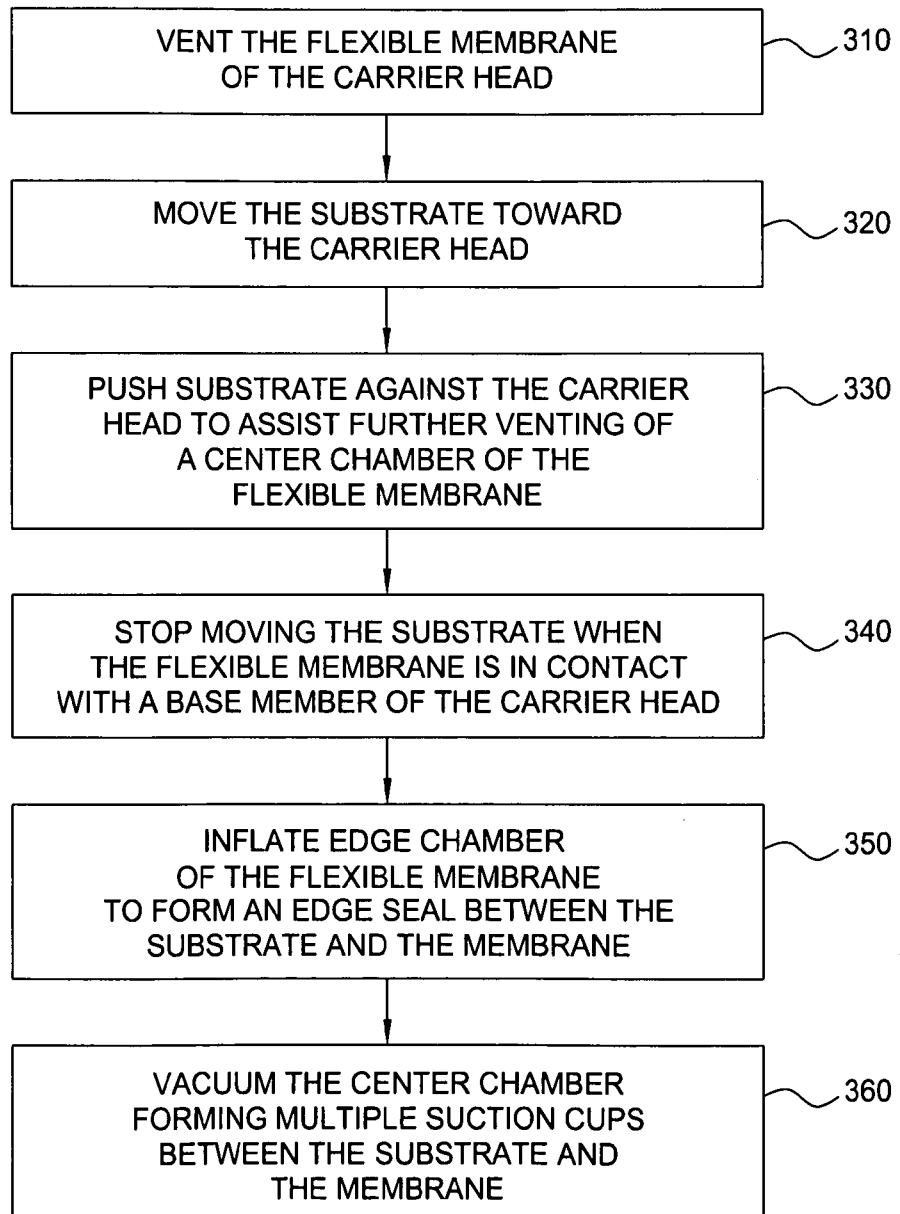 VENT THE FLEXIBLE MEMBRANE
OF THE CARRIER HEAD
310
MOVE THE SUBSTRATE TOWARD
THE CARRIER HEAD
320
PUSH SUBSTRATE AGAINST THE CARRIER
HEAD TO ASSIST FURTHER VENTING OF
A CENTER CHAMBER OF THE
FLEXIBLE MEMBRANE
330
STOP MOVING THE SUBSTRATE WHEN
THE FLEXIBLE MEMBRANE IS IN CONTACT
WITH A BASE MEMBER OF THE CARRIER HEAD
340
INFLATE EDGE CHAMBER
OF THE FLEXIBLE MEMBRANE
TO FORM AN EDGE SEAL BETWEEN THE
SUBSTRATE AND THE MEMBRANE
350
VACUUM THE CENTER CHAMBER
FORMING MULTIPLE SUCTION CUPS
BETWEEN THE SUBSTRATE AND
THE MEMBRANE
360